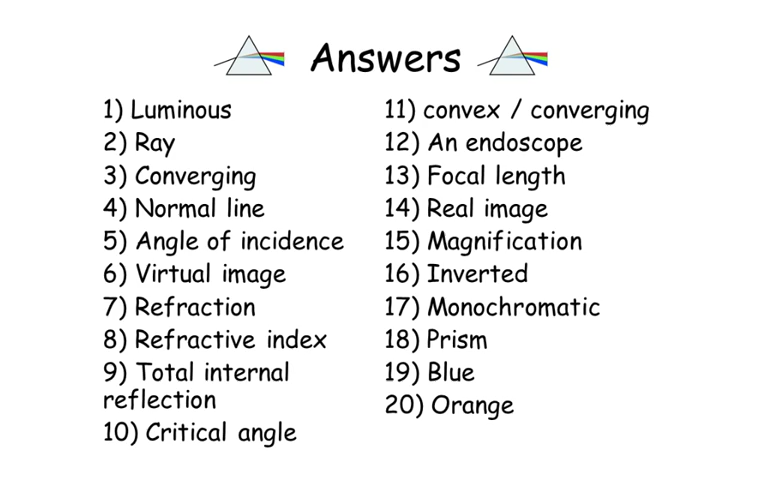 Answers
1) Luminous
2) Ray
3) Converging
4) Normal line
5) Angle of incidence
6) Virtual image
7) Refraction
8) Refractive index
9) Total internal
reflection
10) Critical angle
11) convex / converging
12) An endoscope
13) Focal length
14) Real image
15) Magnification
16) Inverted
17) Monochromatic
18) Prism
19) Blue
20) Orange